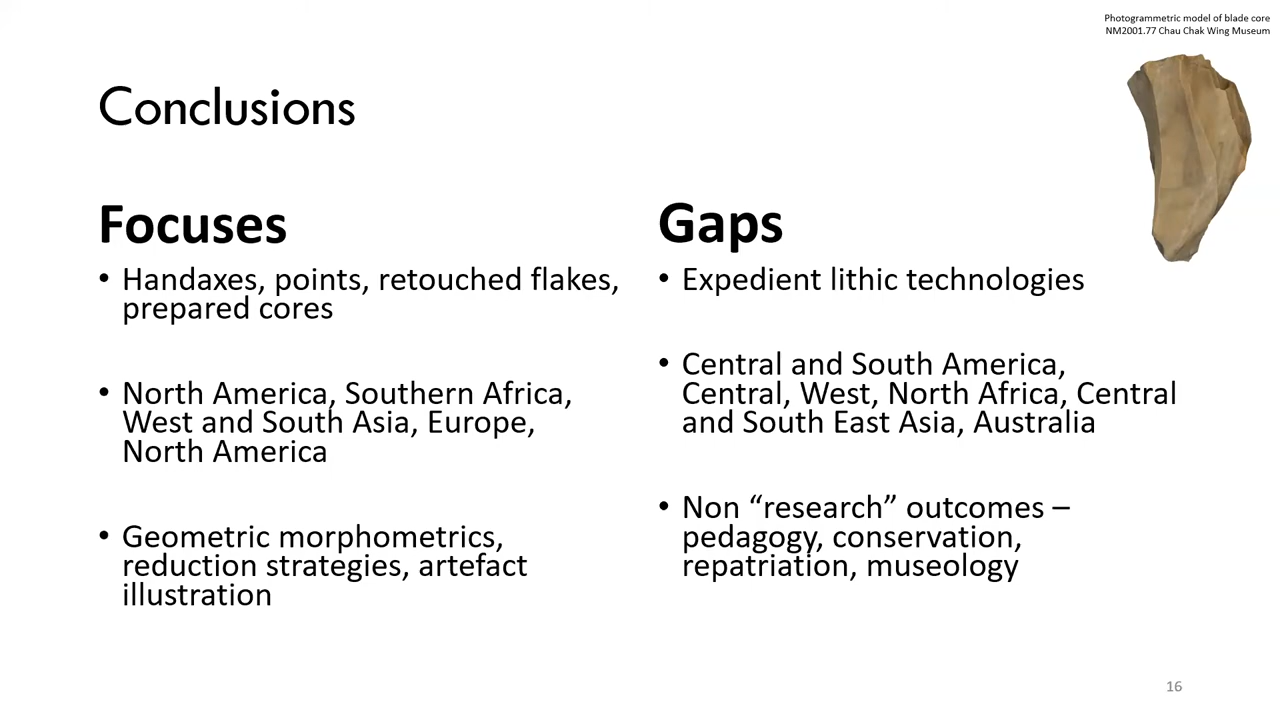 Photogrammetric model of blade core
NM2001.77 Chau Chak Wing Museum
Conclusions
Focuses
• Handaxes, points, retouched flakes,
prepared cores
• North America, Southern Africa,
West and South Asia, Europe,
North America
• Geometric morphometrics,
reduction strategies, artefact
illustration
Gaps
• Expedient lithic technologies
• Central and South America,
Central, West, North Africa, Central
and South East Asia, Australia
• Non “research” outcomes –
pedagogy, conservation,
repatriation, museology
16